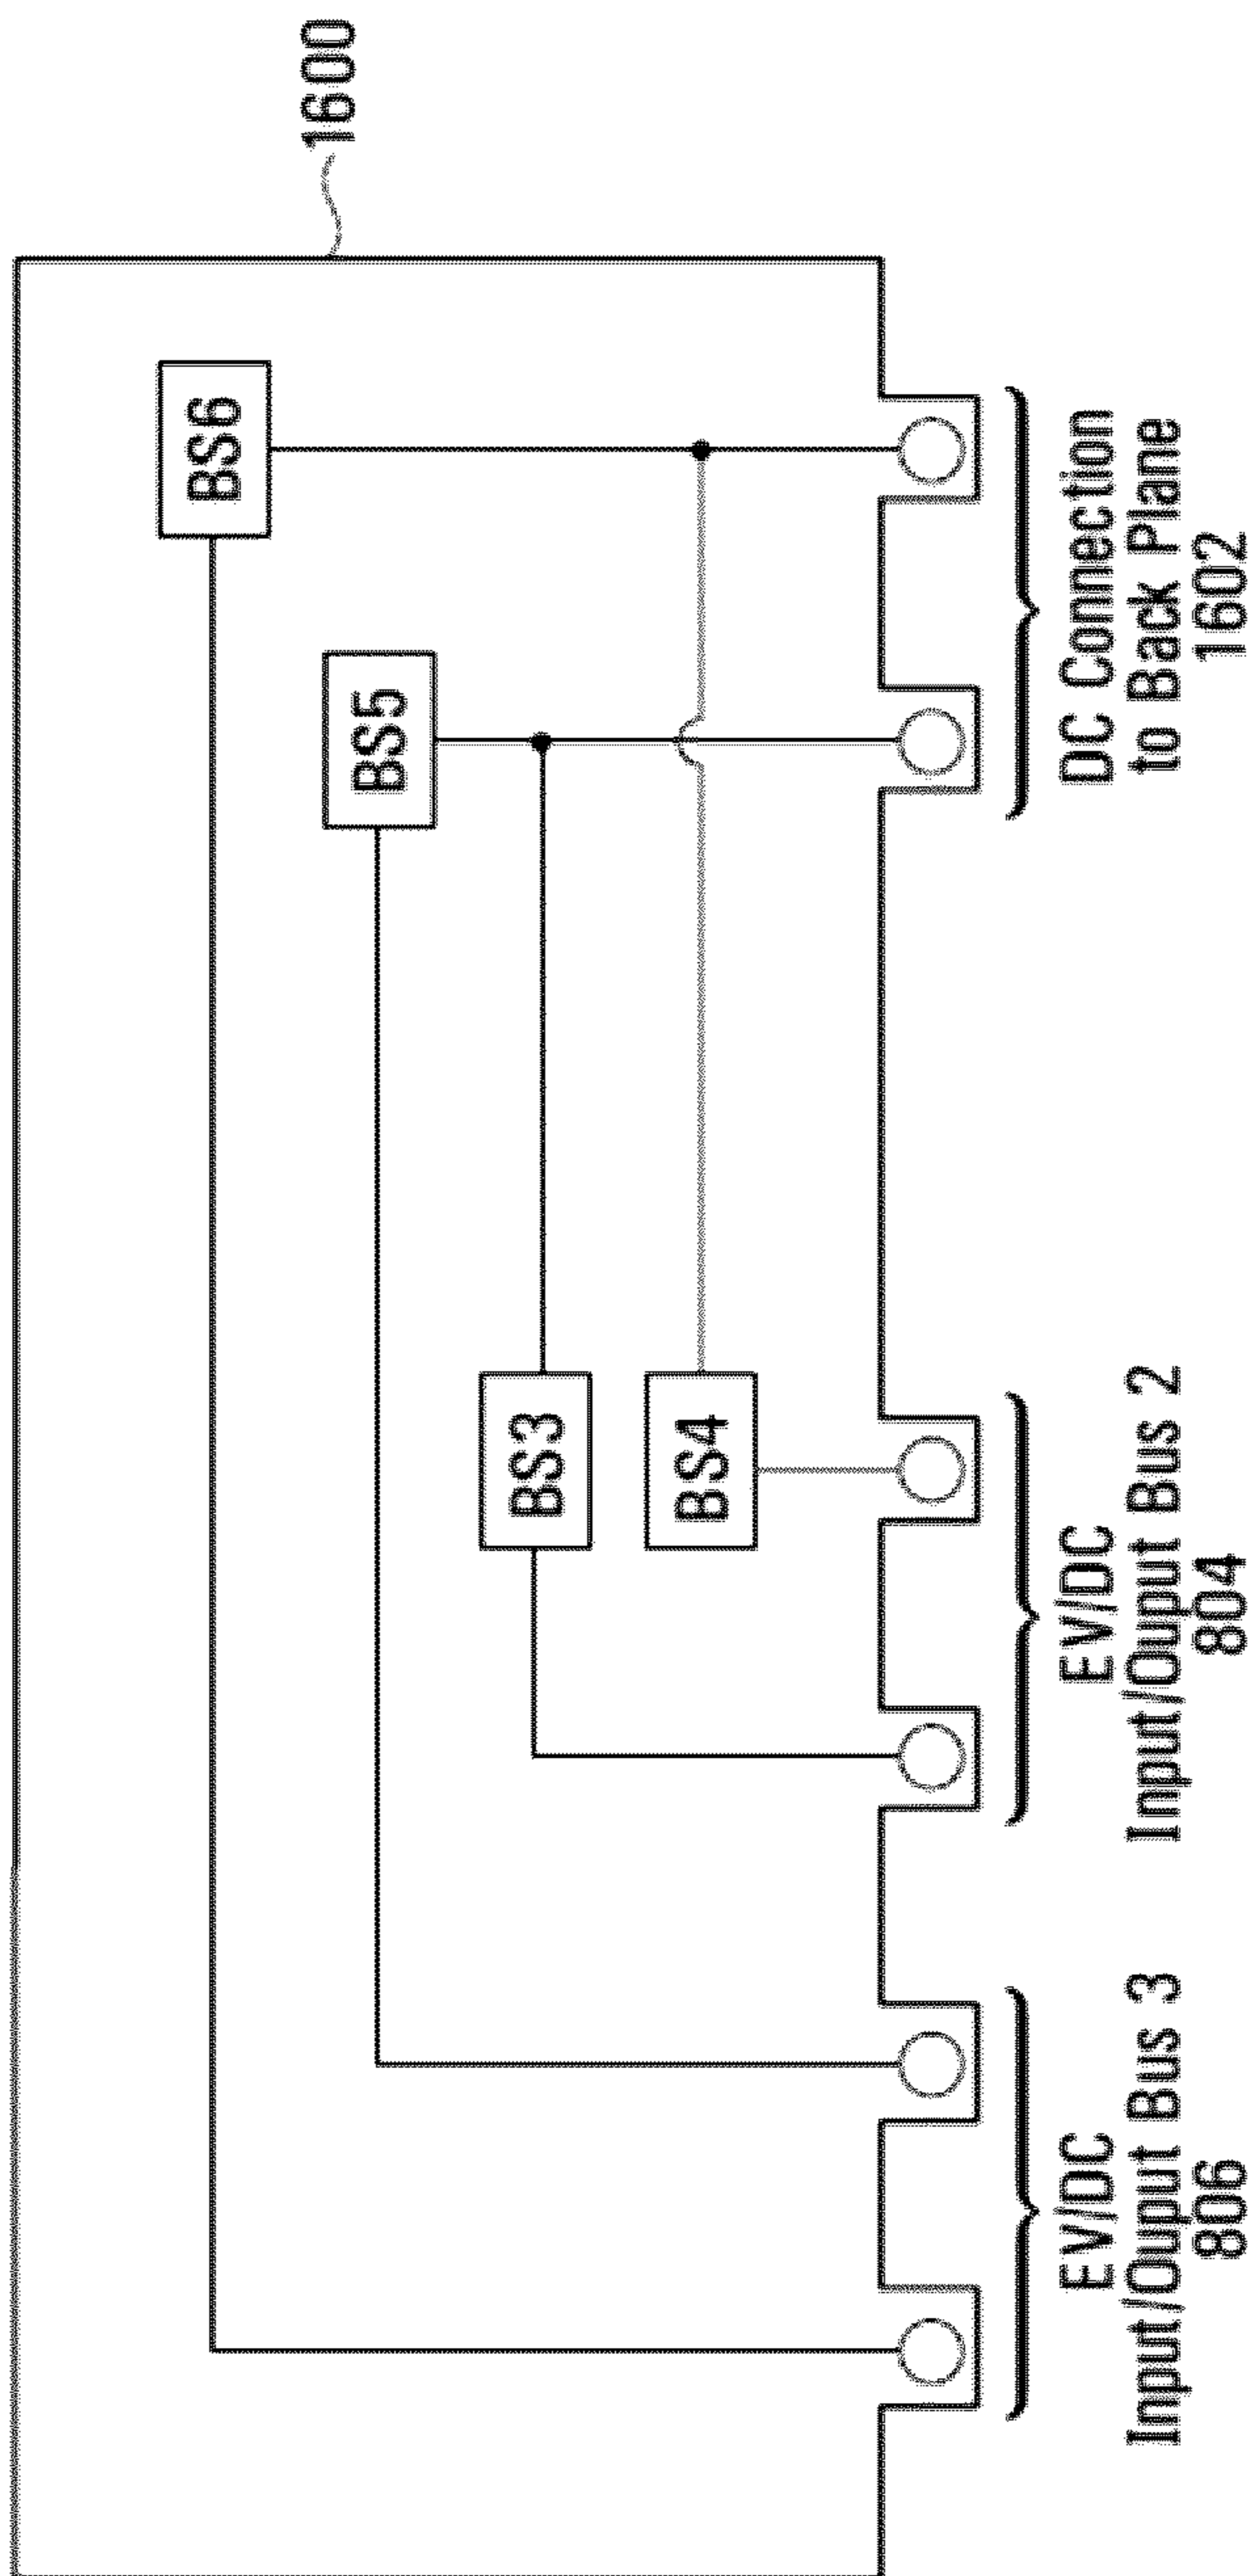 1600
BS6
BS5
BS3
BS4
EV/DC
Input/Ouput Bus 3
806
EV/DC
Input/Ouput Bus 2
804
DC Connection
to Back Plane
1602